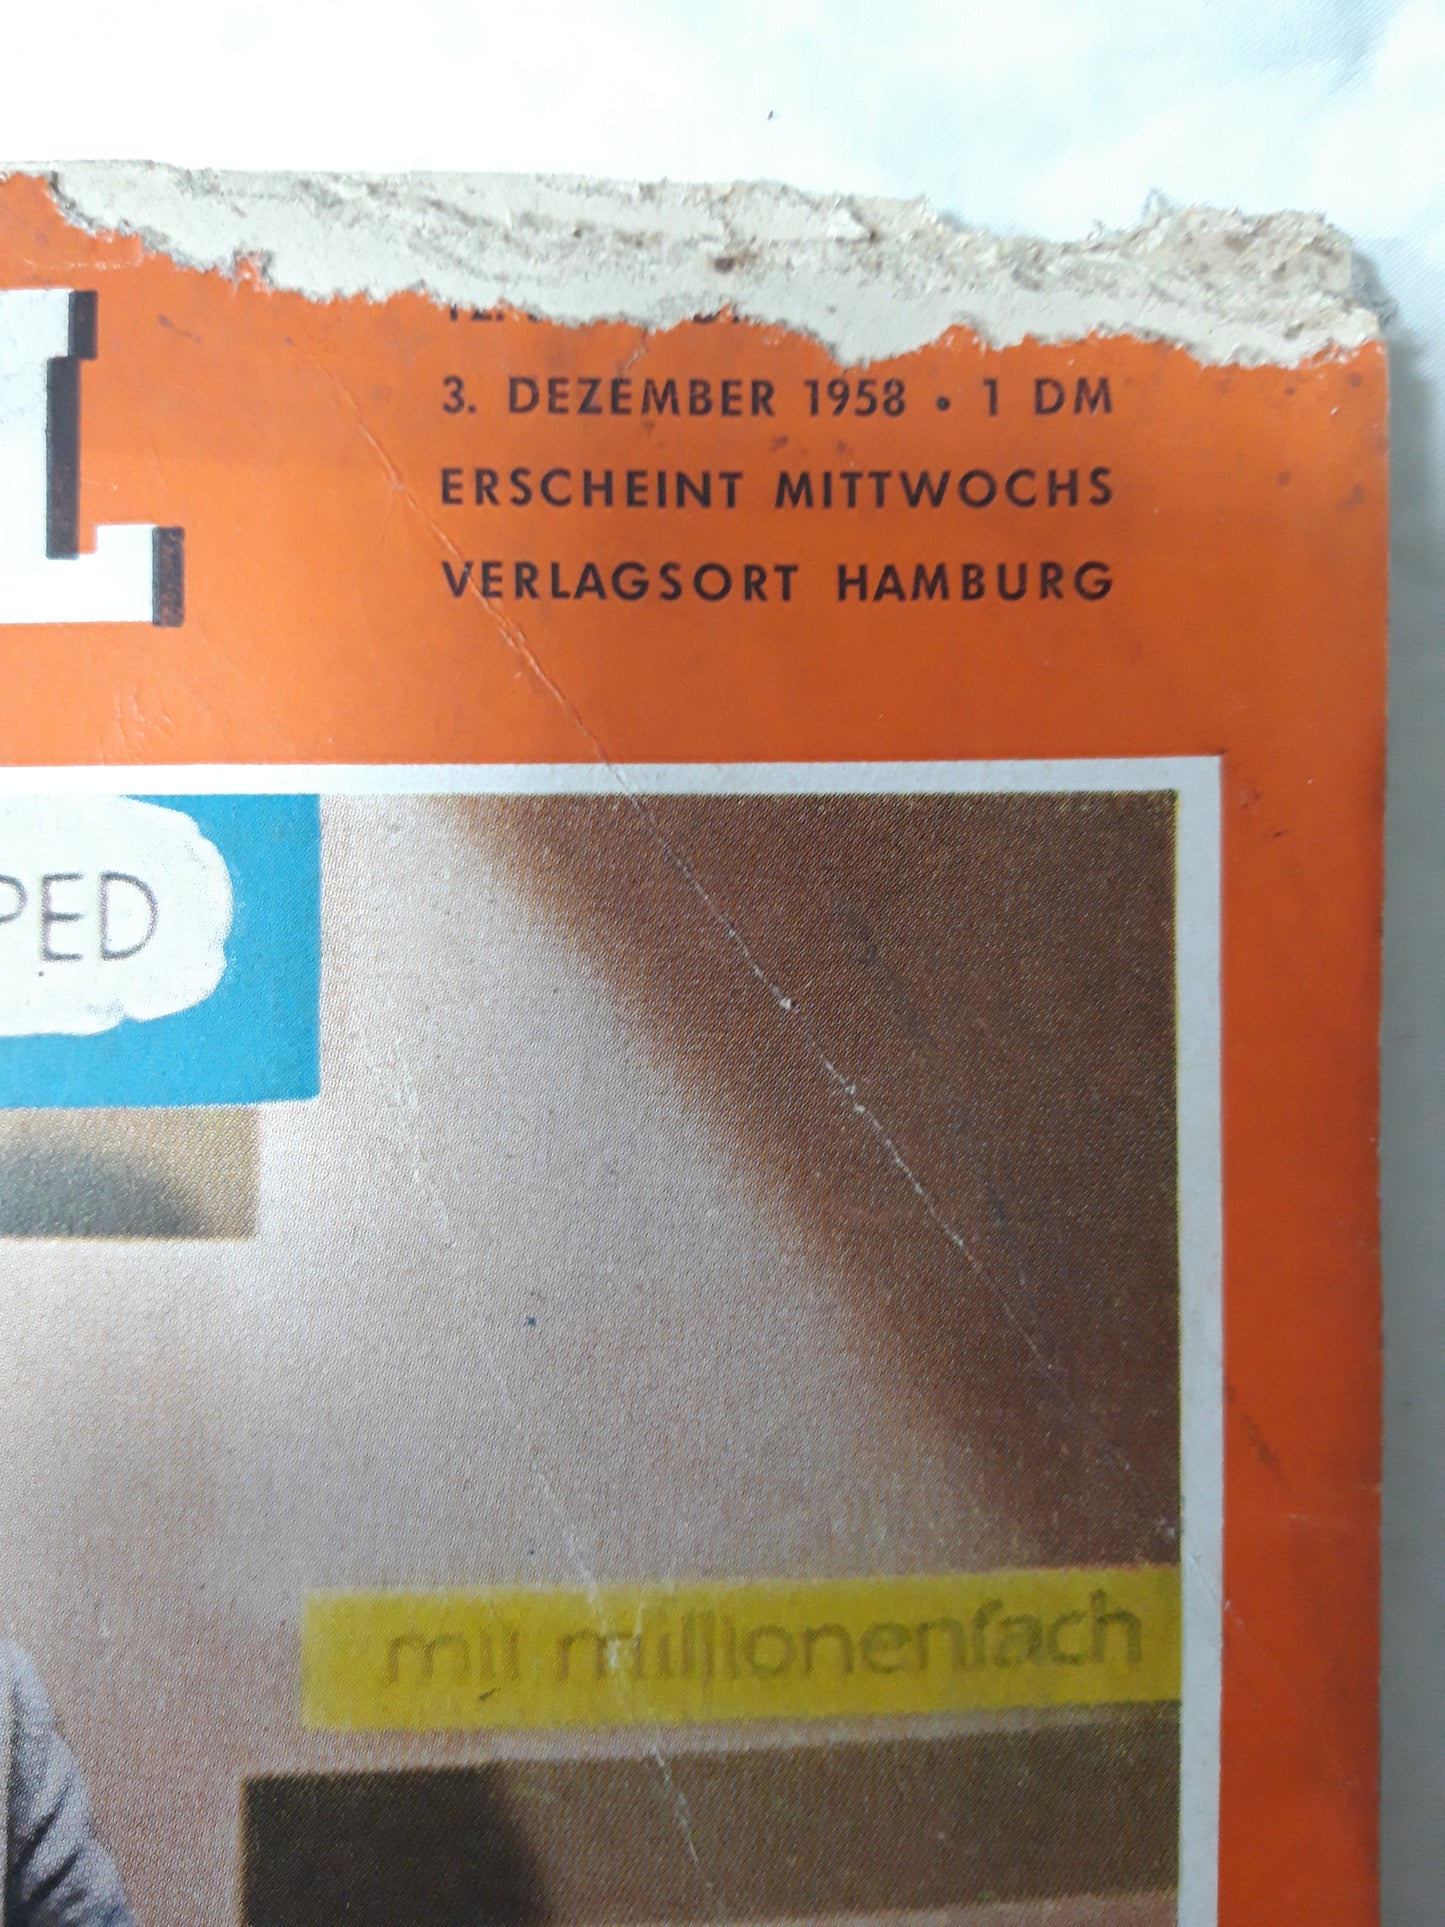 L
3. DEZEMBER 1958 • 1 DM
ERSCHEINT MITTWOCHS
VERLAGSORT HAMBURG
PED
millionenfach